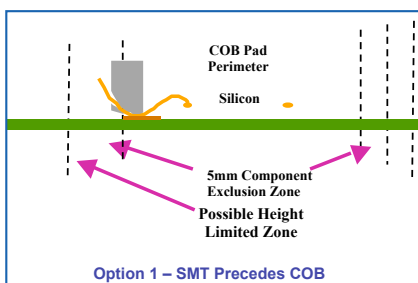 COB Pad
Perimeter
Silicon
5mm Component
Exclusion Zone
Possible Height
Limited Zone
Option 1 – SMT Precedes COB